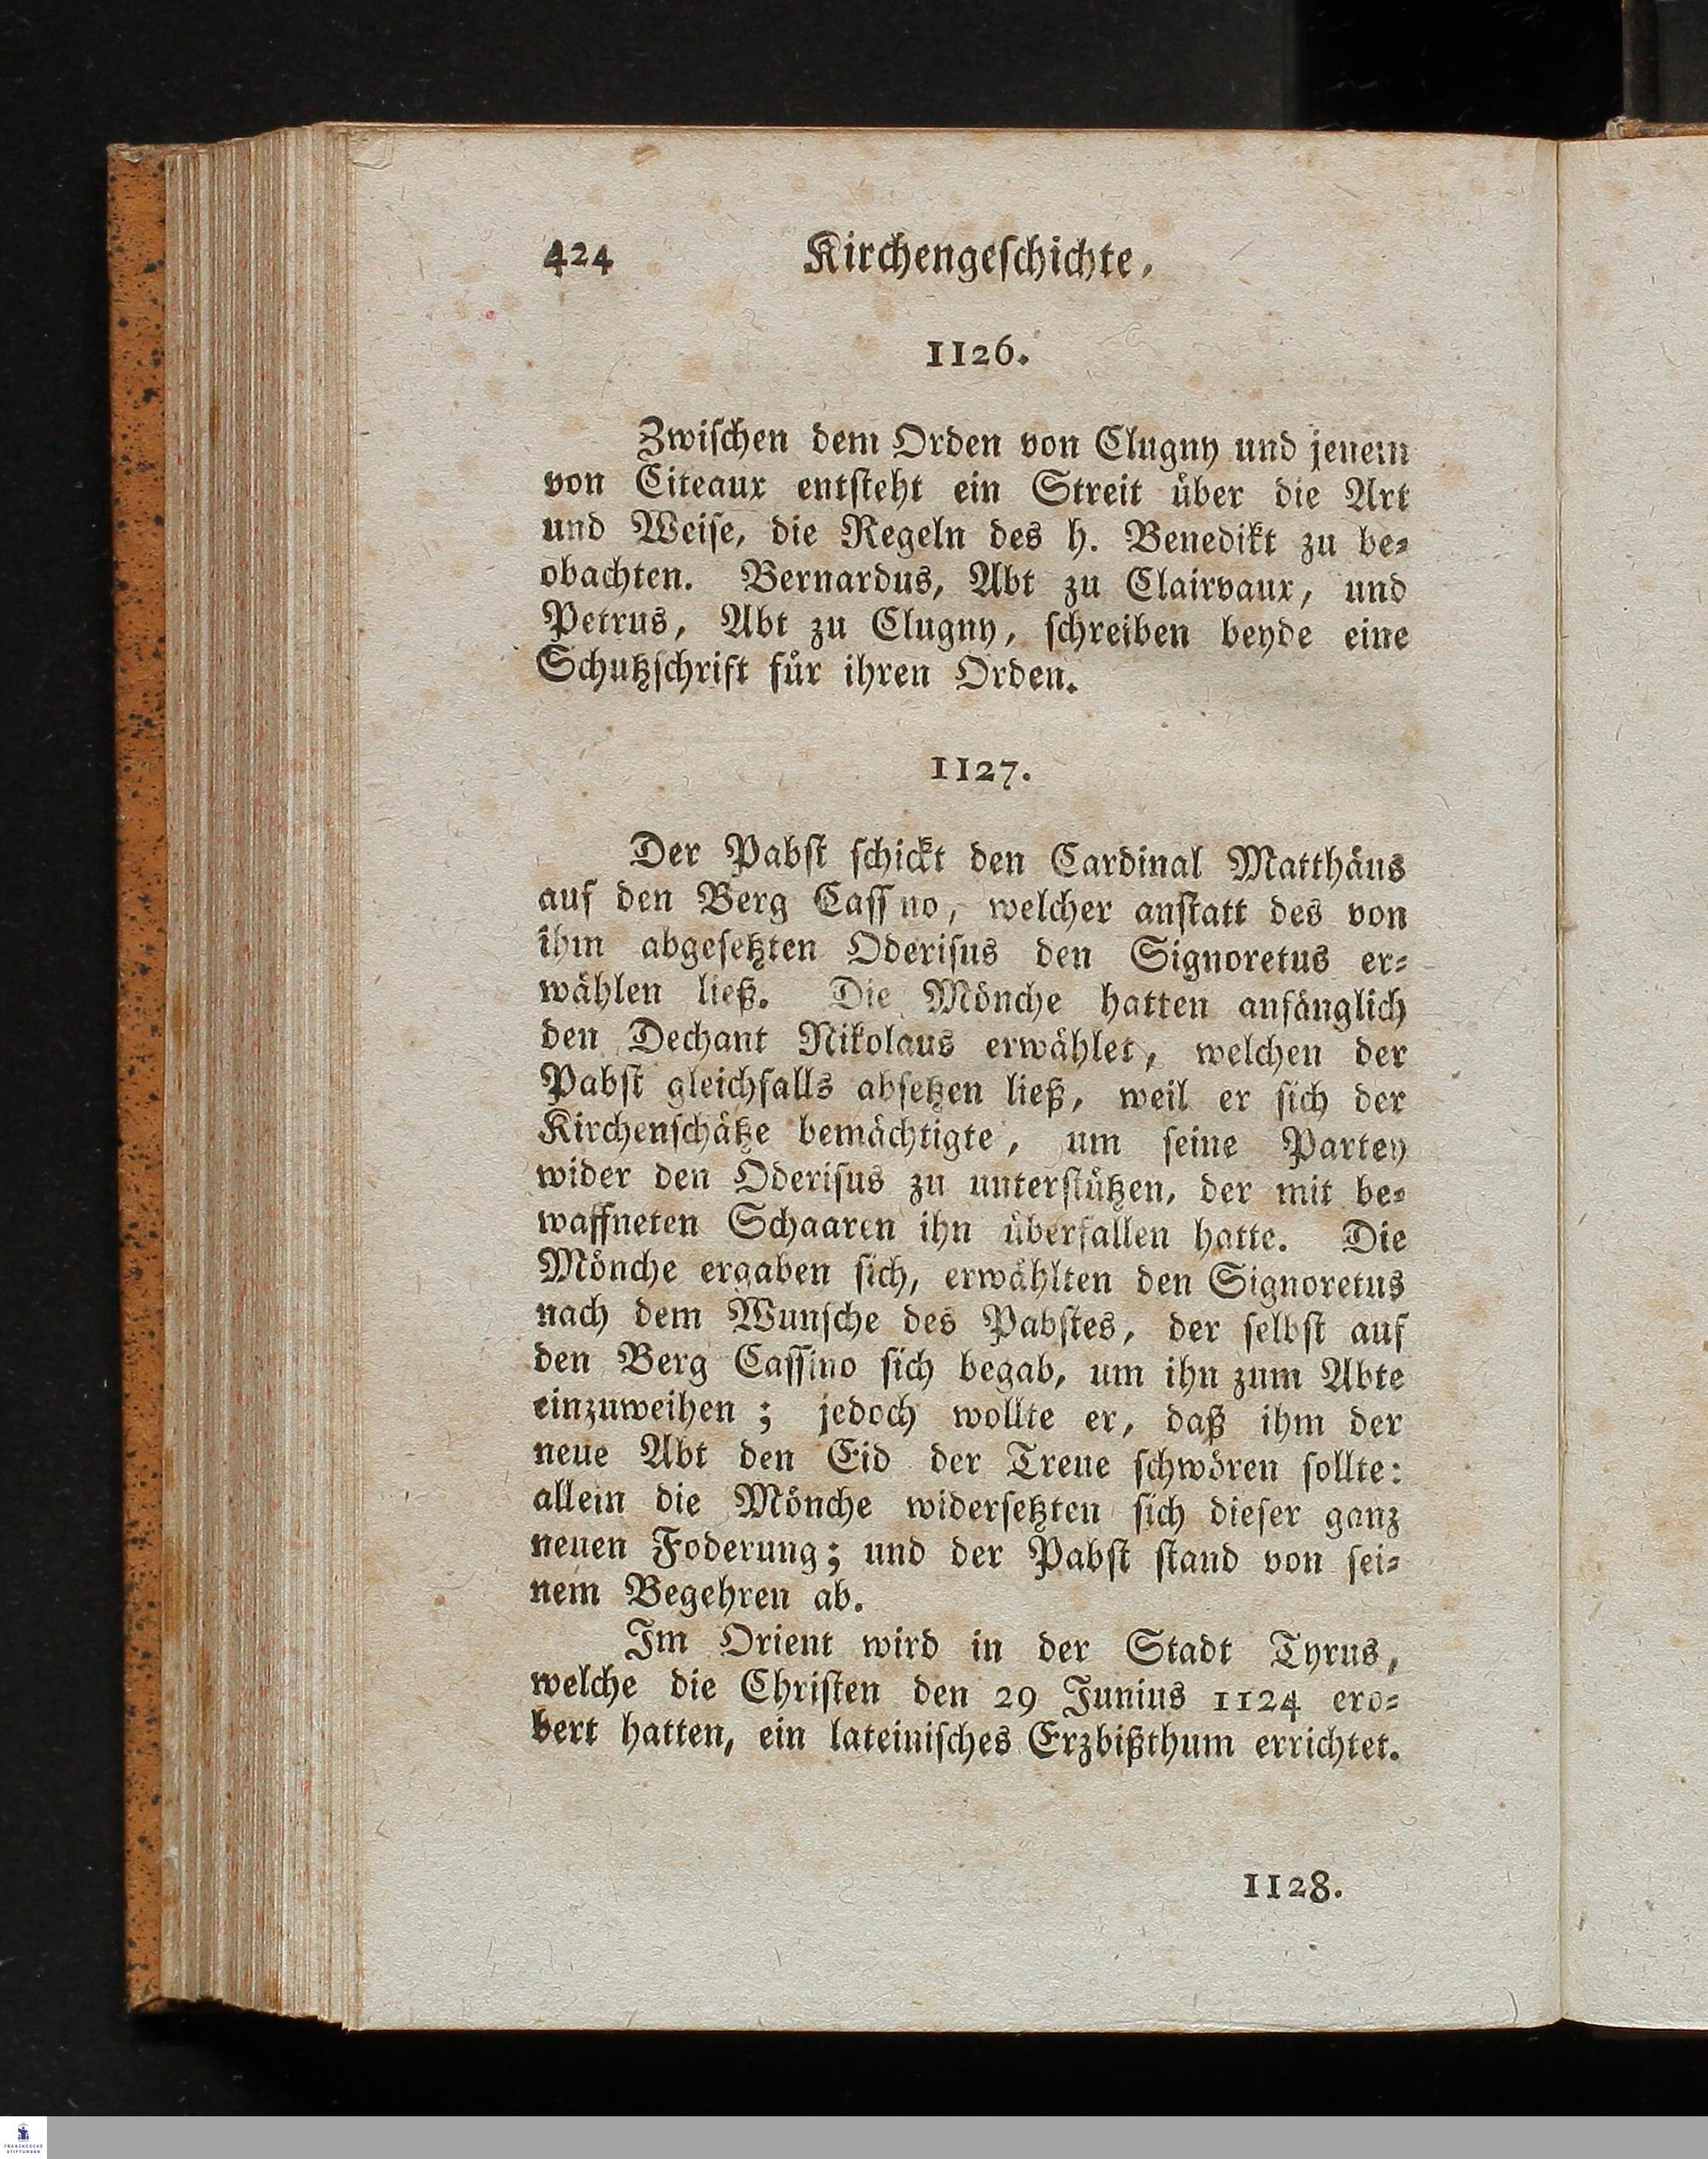 424 Kirchengeſchichte,
1126.
Zwiſchen dem Orden von Clugny und jenem
von Citeaux entſteht ein Streit über die Art
und Weiſe, die Regeln des h. Benedikt zu be⸗
obachten. Bernardus, Abt zu Clairvaux, und
Petrus, Abt zu Clugny, ſchreiben beyde eine
Schutzſchrift für ihren Orden.
1127.
Der Pabſt ſchickt den Cardinal Matthäus
auf den Berg Caſſ no, welcher anſtatt des von
ihm abgeſetzten Oderiſus den Signoretus er⸗
wählen ließ. Die Mönche hatten anfänglich
den Dechant Nikolaus erwählet, welchen der
Pabſt gleichfalls abſetzen ließ, weil er ſich der
Kirchenſchätze bemächtigte, um ſeine Partey
wider den Oderiſus zu unterſtützen, der mit be⸗
waffneten Schaaren ihn überfallen hatte. Die
Mönche ergaben ſich, erwählten den Signoretus
nach dem Wunſche des Pabſtes, der ſelbſt auf
den Berg Caſſino ſich begab, um ihn zum Abte
einzuweihen; jedoch wollte er, daß ihm der
neue Abt den Eid der Treue ſchwören ſollte:
allein die Mönche widerſetzten ſich dieſer ganz
neuen Foderung; und der Pabſt ſtand von ſei⸗
nem Begehren ab.
Im Orient wird in der Stadt Tyrus,
welche die Chriſten den 29 Junius 1124 ero⸗
bert hatten, ein lateiniſches Erzbißthum errichtet.
1128.
FRANCKESCHE
STIFTUNGEN